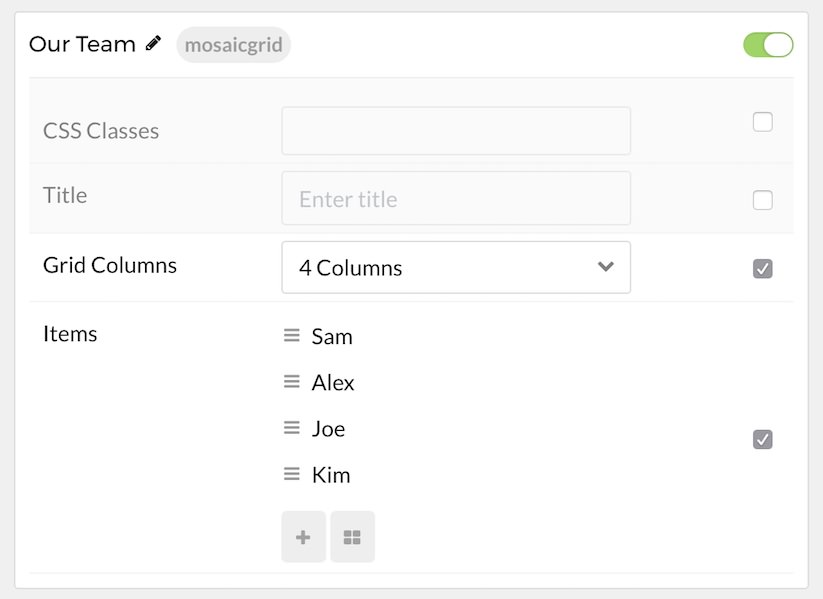 Our Team mosaicgrid
CSS Classes
Title Enter title
Grid Columns 4 Columns
Items Sam
Alex
Joe
Kim